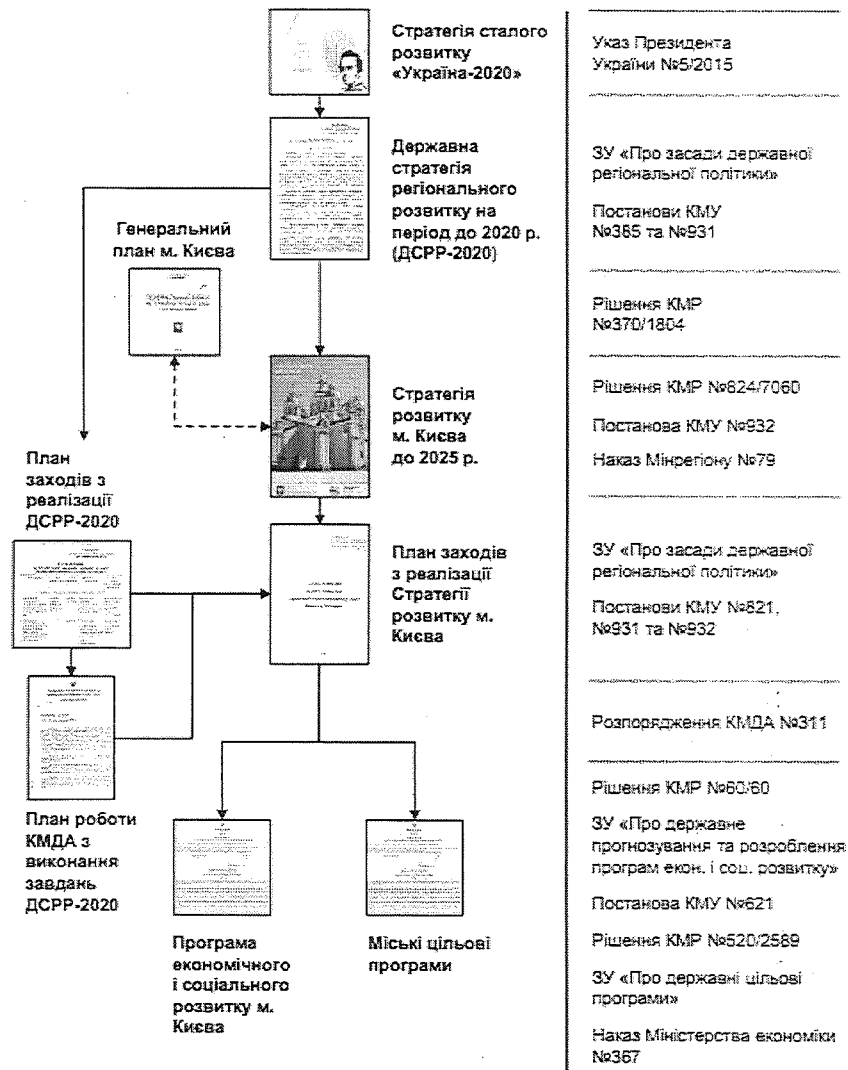 Стратегія сталого
розвитку
«Україна-2020»
Державна
стратегія
регіонального
розвитку на
період до 2020 р.
(ДСРР-2020)
Генеральний
план м. Києва
Стратегія
розвитку
м. Києва
до 2025 р.
План
заходів з
реалізації
ДСРР-2020
План заходів
з реалізації
Стратегії
розвитку м.
Києва
План роботи
КМДА з
виконання
завдань
ДСРР-2020
Програма
економічного
і соціального
розвитку м.
Києва
Міські цільові
програми
Указ Президента
України №5/2015
ЗУ «Про засади державної
регіональної політики»
Постанови КМУ
№385 та №931
Рішення КМР
№370/1804
Рішення КМР №824/7060
Постанова КМУ №932
Наказ Мінрегіону №79
ЗУ «Про засади державної
регіональної політики»
Постанови КМУ №821,
№931 та №932
Розпорядження КМДА №311
Рішення КМР №60/60
ЗУ «Про державне
прогнозування та розроблення
програм екон. і соц. розвитку»
Постанова КМУ №621
Рішення КМР №520/2589
ЗУ «Про державні цільові
програми»
Наказ Міністерства економіки
№367